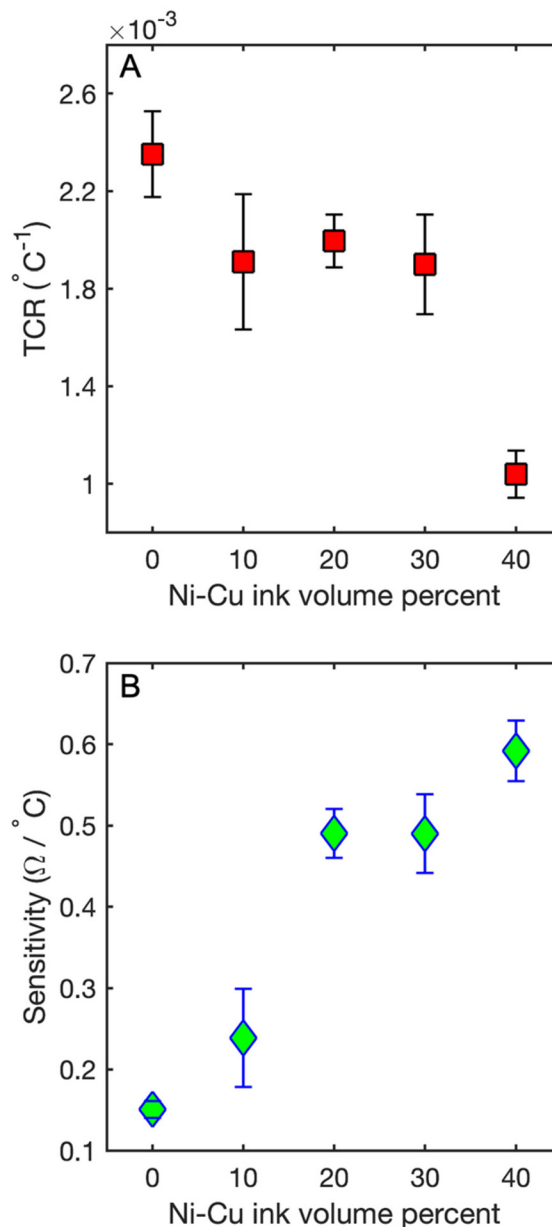 ×10⁻³
A
2.6
2.2
1.8
1.4
1
TCR (°C⁻¹)
0 10 20 30 40
Ni-Cu ink volume percent
B
0.7
0.6
0.5
0.4
0.3
0.2
0.1
Sensitivity (Ω / °C)
0 10 20 30 40
Ni-Cu ink volume percent